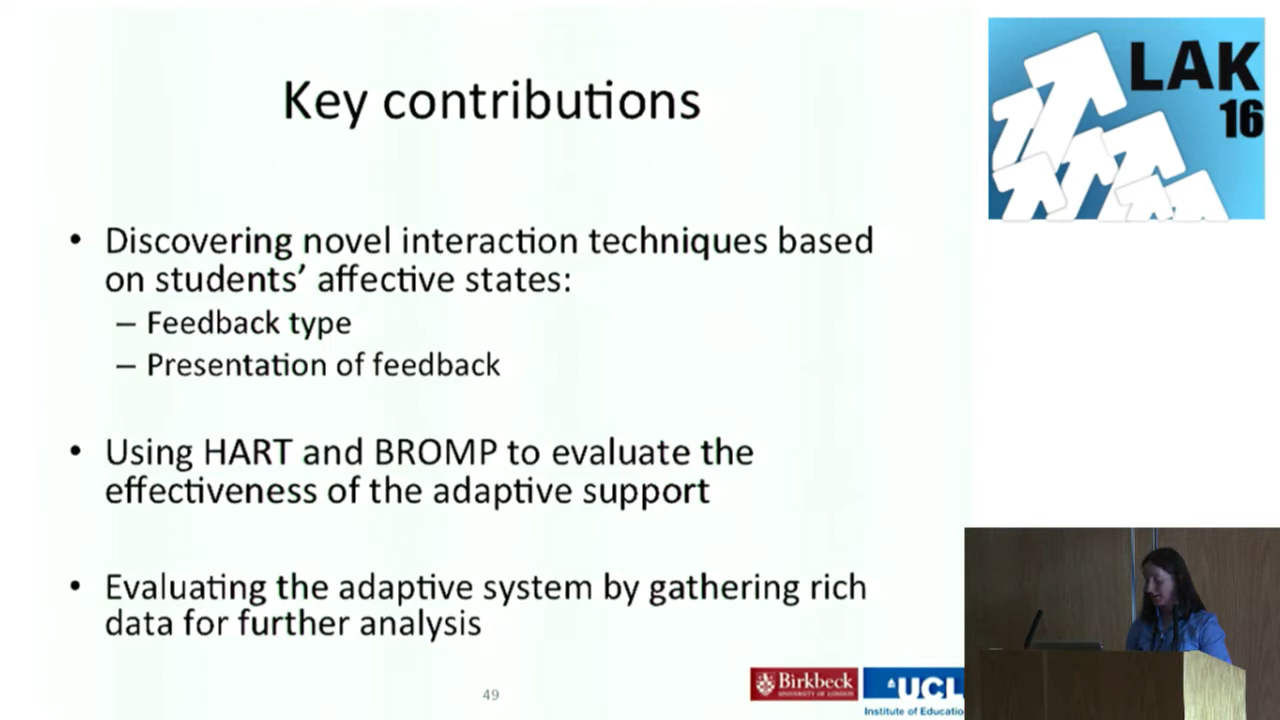 Key contributions
• Discovering novel interaction techniques based
on students’ affective states:
– Feedback type
– Presentation of feedback
• Using HART and BROMP to evaluate the
effectiveness of the adaptive support
• Evaluating the adaptive system by gathering rich
data for further analysis
49
Birkbeck
UNIVERSITY OF LONDON
UCL
Institute of Educatio
LAK
16